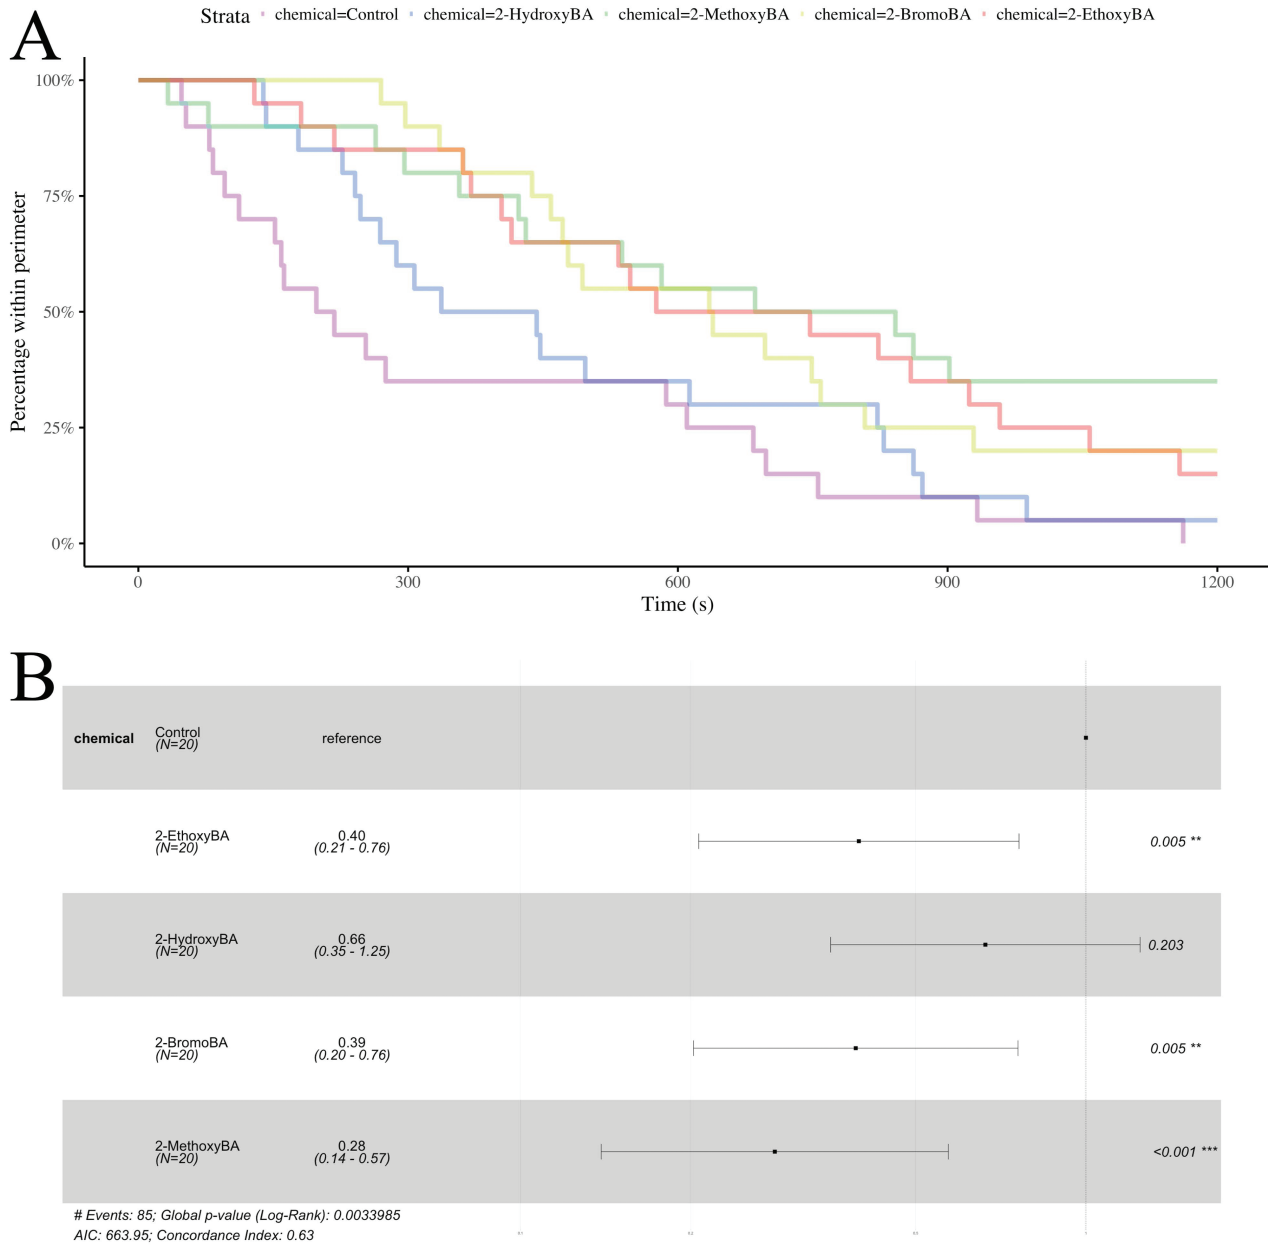 A
Strata chemical=Control chemical=2-HydroxyBA chemical=2-MethoxyBA chemical=2-BromoBA chemical=2-EthoxyBA
Percentage within perimeter
100%
75%
50%
25%
0%
0 300 600 900 1200
Time (s)
B
chemical Control reference
(N=20)
2-EthoxyBA 0.40
(N=20) (0.21 - 0.76) 0.005 **
2-HydroxyBA 0.66
(N=20) (0.35 - 1.25) 0.203
2-BromoBA 0.39
(N=20) (0.20 - 0.76) 0.005 **
2-MethoxyBA 0.28
(N=20) (0.14 - 0.57) <0.001 ***
# Events: 85; Global p-value (Log-Rank): 0.0033985
AIC: 663.95; Concordance Index: 0.63